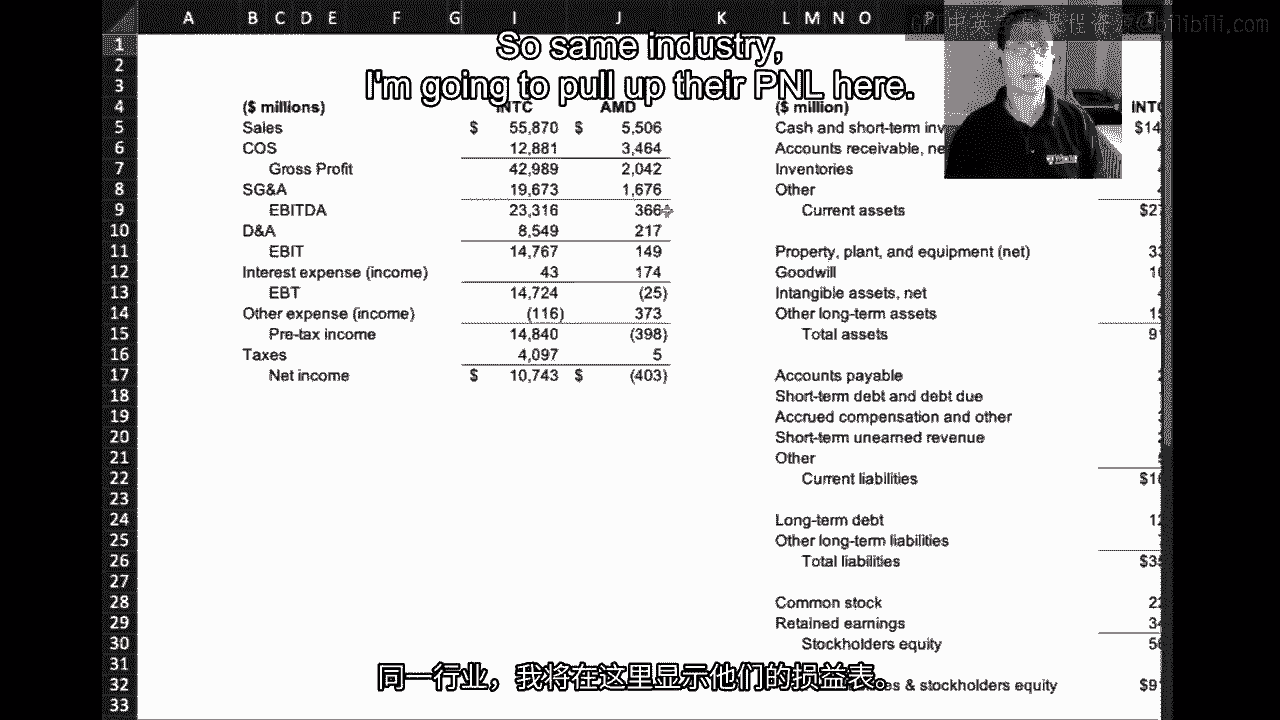 A B C D E F G I J K L M N O P T
So same industry,
I'm going to pull up their PNL here.
1
2
3
4 ($ millions) INTC AMD ($ million) INTC
5 Sales $ 55,870 $ 5,506 Cash and short-term inv $14
6 COS 12,881 3,464 Accounts receivable, ne
7 Gross Profit 42,989 2,042 Inventories
8 SG&A 19,673 1,676 Other
9 EBITDA 23,316 366 Current assets $2
10 D&A 8,549 217
11 EBIT 14,767 149 Property, plant, and equipment (net)
12 Interest expense (income) 43 174 Goodwill
13 EBT 14,724 (25) Intangible assets, net
14 Other expense (income) (116) 373 Other long-term assets
15 Pre-tax income 14,840 (398) Total assets 9
16 Taxes 4,097 5
17 Net income $ 10,743 $ (403) Accounts payable
18 Short-term debt and debt due
19 Accrued compensation and other
20 Short-term unearned revenue
21 Other
22 Current liabilities $1
23
24 Long-term debt
25 Other long-term liabilities
26 Total liabilities $3
27
28 Common stock
29 Retained earnings
30 Stockholders equity
31
同一行业，我将在这里显示他们的损益表。
32 & stockholders equity $9
33
bilibili.com